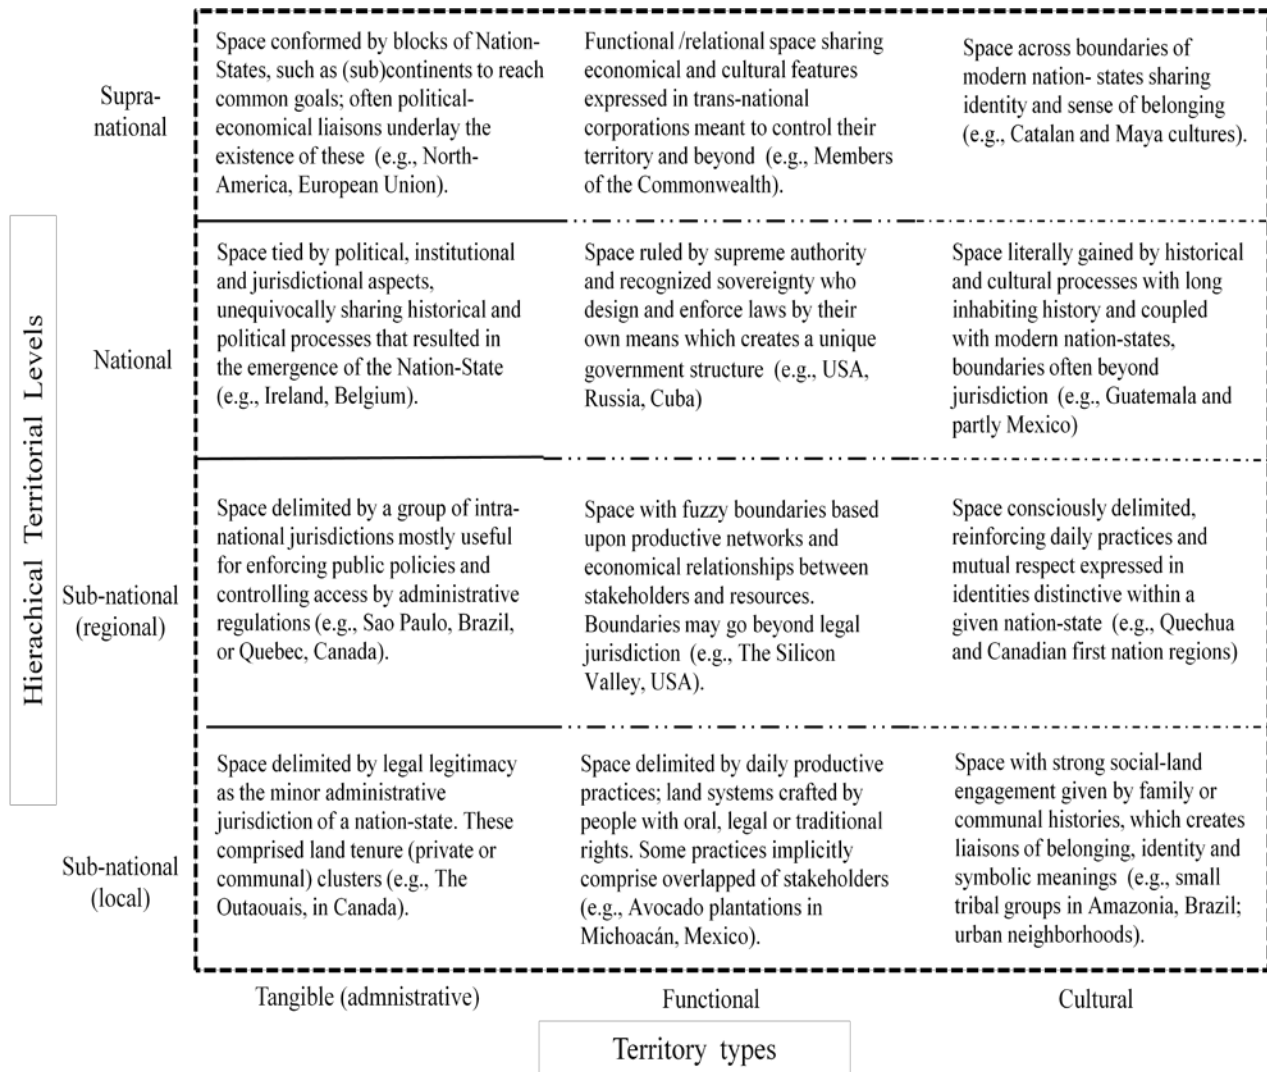 Hierachical Territorial Levels
Supra-
national
Space conformed by blocks of Nation-
States, such as (sub)continents to reach
common goals; often political-
economical liaisons underlay the
existence of these (e.g., North-
America, European Union).
Functional /relational space sharing
economical and cultural features
expressed in trans-national
corporations meant to control their
territory and beyond (e.g., Members
of the Commonwealth).
Space across boundaries of
modern nation- states sharing
identity and sense of belonging
(e.g., Catalan and Maya cultures).
National
Space tied by political, institutional
and jurisdictional aspects,
unequivocally sharing historical and
political processes that resulted in
the emergence of the Nation-State
(e.g., Ireland, Belgium).
Space ruled by supreme authority
and recognized sovereignty who
design and enforce laws by their
own means which creates a unique
government structure (e.g., USA,
Russia, Cuba)
Space literally gained by historical
and cultural processes with long
inhabiting history and coupled
with modern nation-states,
boundaries often beyond
jurisdiction (e.g., Guatemala and
partly Mexico)
Sub-national
(regional)
Space delimited by a group of intra-
national jurisdictions mostly useful
for enforcing public policies and
controlling access by administrative
regulations (e.g., Sao Paulo, Brazil,
or Quebec, Canada).
Space with fuzzy boundaries based
upon productive networks and
economical relationships between
stakeholders and resources.
Boundaries may go beyond legal
jurisdiction (e.g., The Silicon
Valley, USA).
Space consciously delimited,
reinforcing daily practices and
mutual respect expressed in
identities distinctive within a
given nation-state (e.g., Quechua
and Canadian first nation regions)
Sub-national
(local)
Space delimited by legal legitimacy
as the minor administrative
jurisdiction of a nation-state. These
comprised land tenure (private or
communal) clusters (e.g., The
Outaouais, in Canada).
Space delimited by daily productive
practices; land systems crafted by
people with oral, legal or traditional
rights. Some practices implicitly
comprise overlapped of stakeholders
(e.g., Avocado plantations in
Michoacán, Mexico).
Space with strong social-land
engagement given by family or
communal histories, which creates
liaisons of belonging, identity and
symbolic meanings (e.g., small
tribal groups in Amazonia, Brazil;
urban neighborhoods).
Tangible (admnistrative)
Functional
Cultural
Territory types